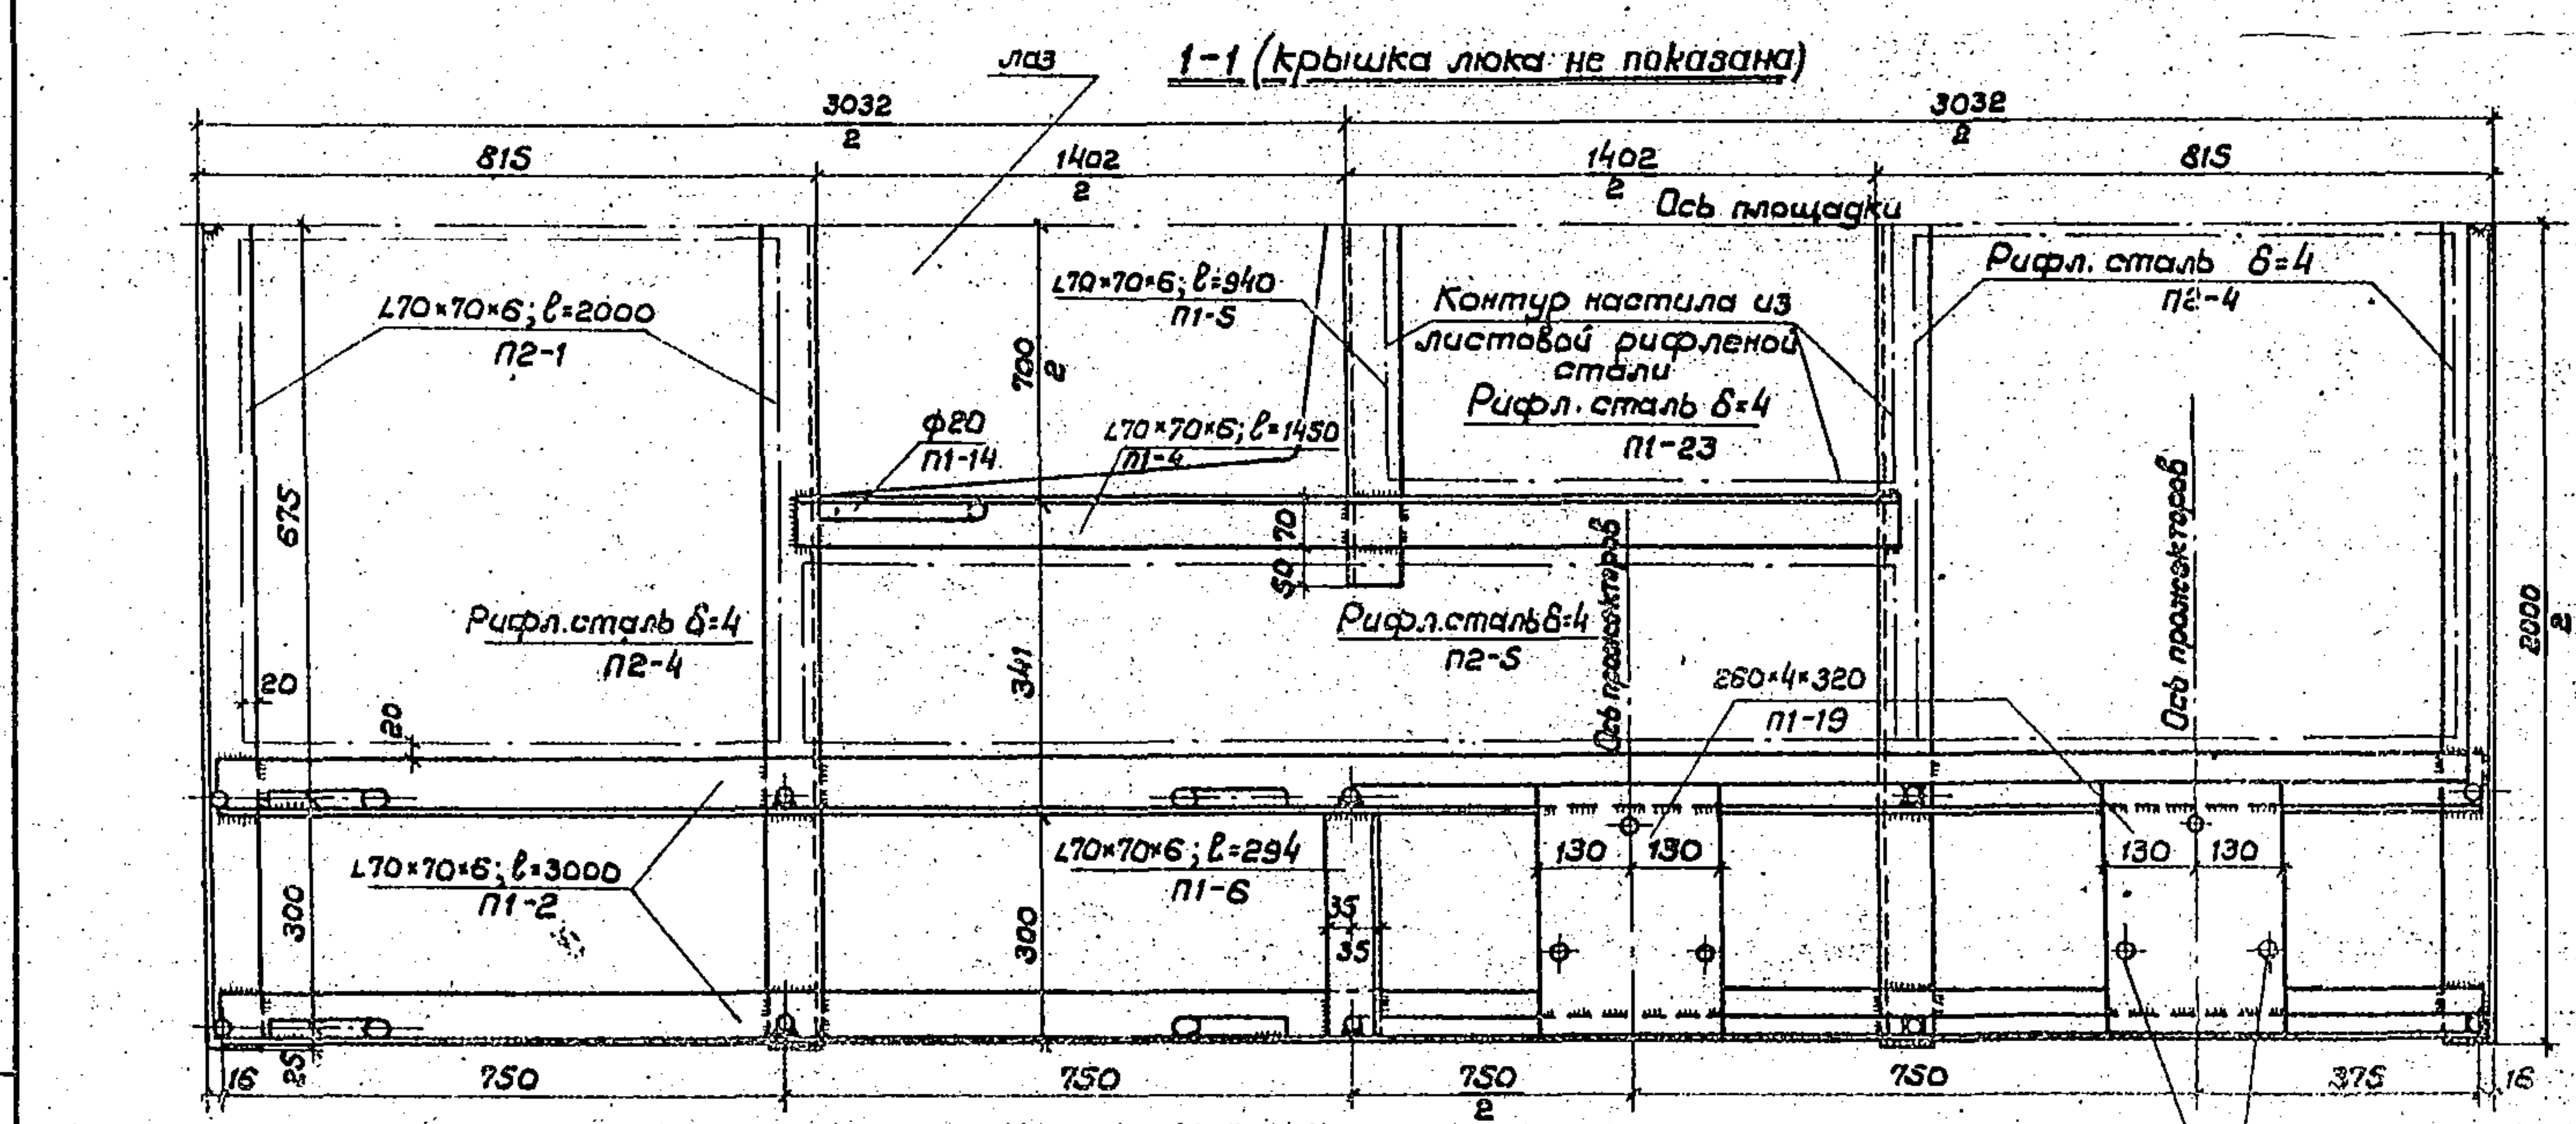 лаз
1-1 (крышка люка не показана)
3032
2
3032
2
815
1402
2
1402
2
815
Ось площадки
L70×70×6; ℓ=2000
П2-1
L70×70×6; ℓ=940
П1-5
Контур настила из
листовой рифленой
стали
Рифл. сталь δ=4
П1-23
Рифл. сталь δ=4
П2-4
700
2
ф20
П1-14
L70×70×6; ℓ=1450
П1-4
675
70
50
Ось прожекторов
Ось прожекторов
2000
2
Рифл.сталь δ=4
П2-4
341
Рифл.сталь δ=4
П2-5
20
20
260×4×320
П1-19
L70×70×6; ℓ=3000
П1-2
L70×70×6; ℓ=294
П1-6
130
130
130
130
300
300
35
35
16
25
750
750
750
2
750
375
16